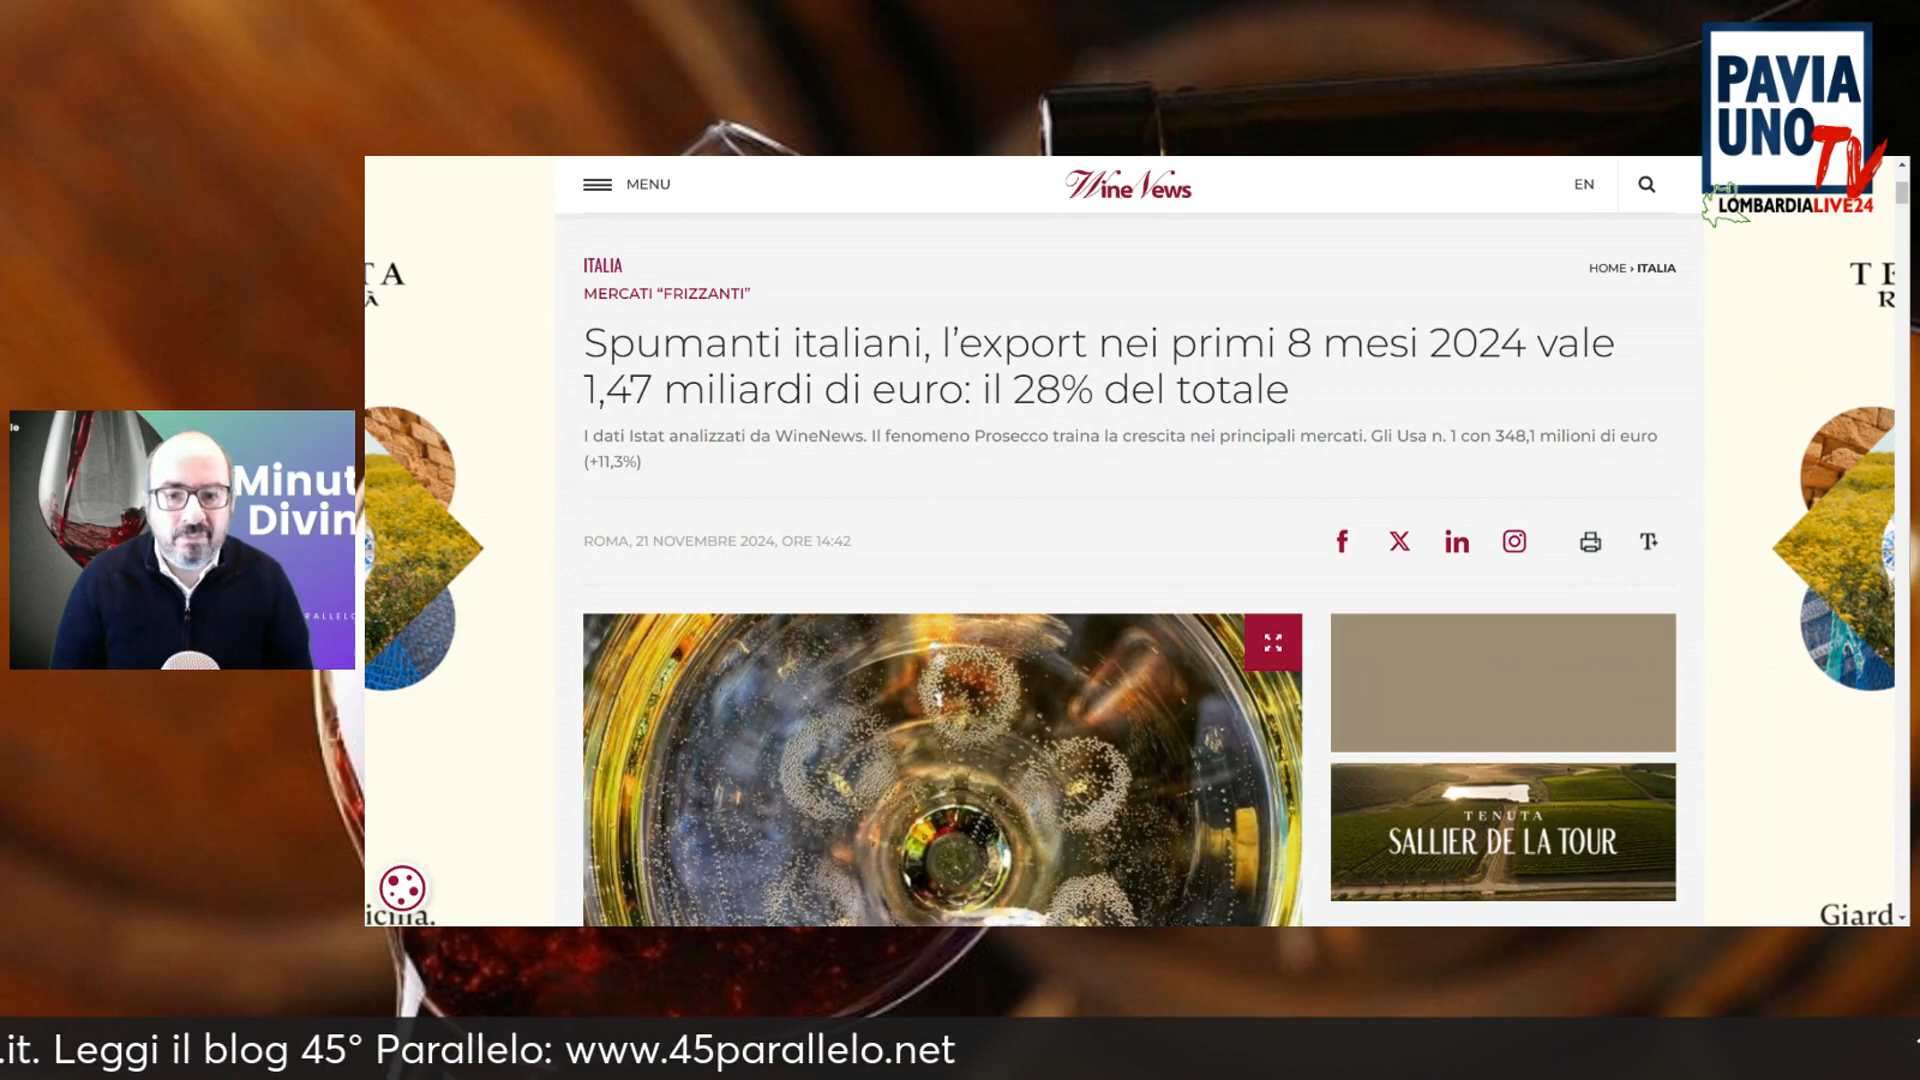 PAVIA
UNO TV
LOMBARDIALIVE24
MENU
WineNews
EN
ITALIA
HOME › ITALIA
MERCATI “FRIZZANTI”
Spumanti italiani, l’export nei primi 8 mesi 2024 vale
1,47 miliardi di euro: il 28% del totale
I dati Istat analizzati da WineNews. Il fenomeno Prosecco traina la crescita nei principali mercati. Gli Usa n. 1 con 348,1 milioni di euro
(+11,3%)
ROMA, 21 NOVEMBRE 2024, ORE 14:42
TENUTA
SALLIER DE LA TOUR
Minut
Divin
RALLELO
TA
À
TE
R
icilia.
Giard
.it. Leggi il blog 45° Parallelo: www.45parallelo.net